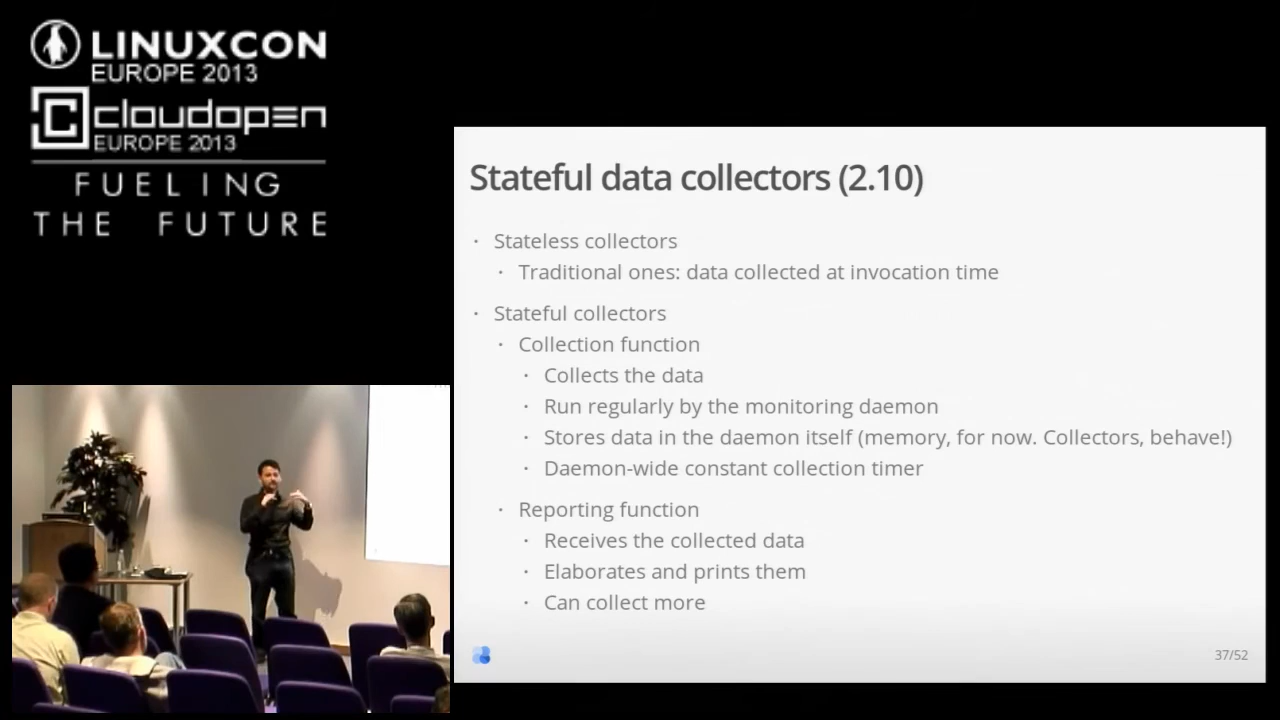 LINUXCON
EUROPE 2013
cloudopen
EUROPE 2013
FUELING
THE FUTURE
Stateful data collectors (2.10)
· Stateless collectors
· Traditional ones: data collected at invocation time
· Stateful collectors
· Collection function
· Collects the data
· Run regularly by the monitoring daemon
· Stores data in the daemon itself (memory, for now. Collectors, behave!)
· Daemon-wide constant collection timer
· Reporting function
· Receives the collected data
· Elaborates and prints them
· Can collect more
37/52